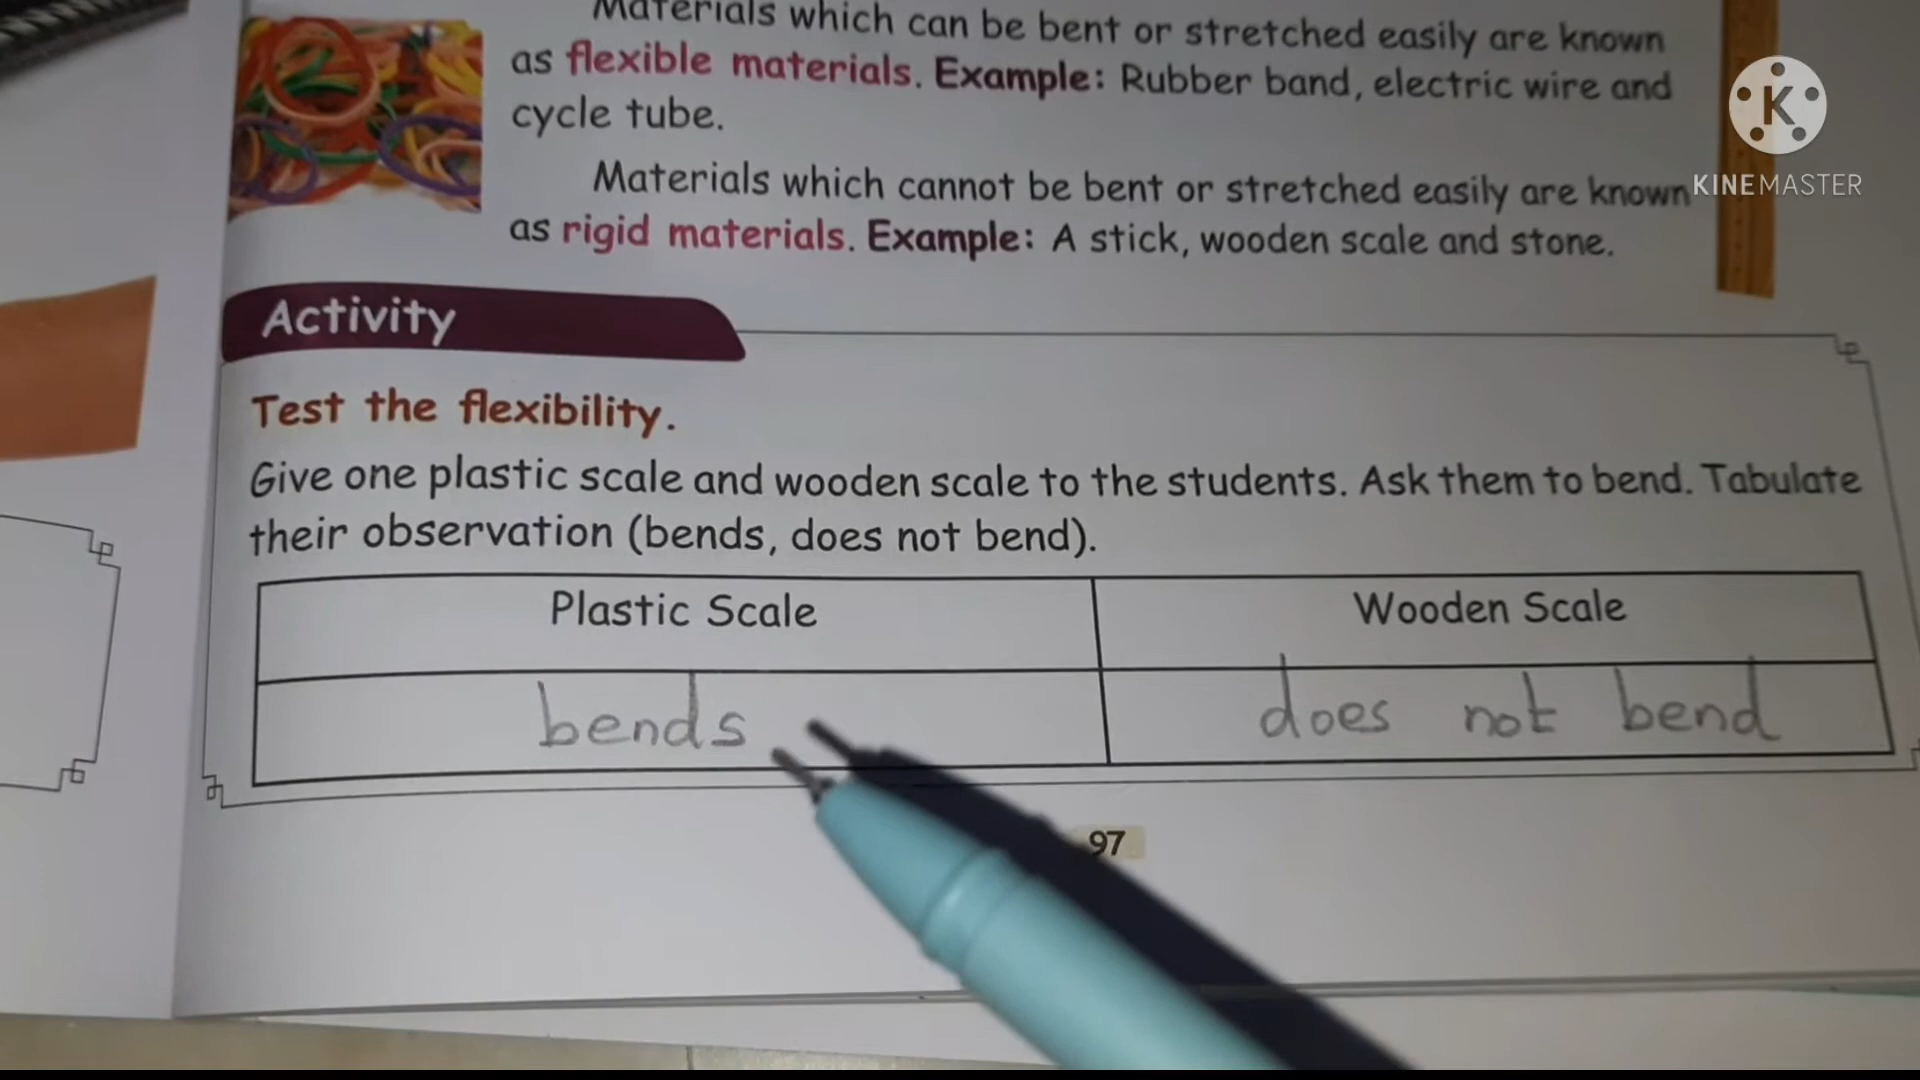 Materials which can be bent or stretched easily are known
as flexible materials. Example: Rubber band, electric wire and
cycle tube.
Materials which cannot be bent or stretched easily are known
as rigid materials. Example: A stick, wooden scale and stone.
K
KINEMASTER
Activity
Test the flexibility.
Give one plastic scale and wooden scale to the students. Ask them to bend. Tabulate
their observation (bends, does not bend).
Plastic Scale Wooden Scale
bends does not bend
97